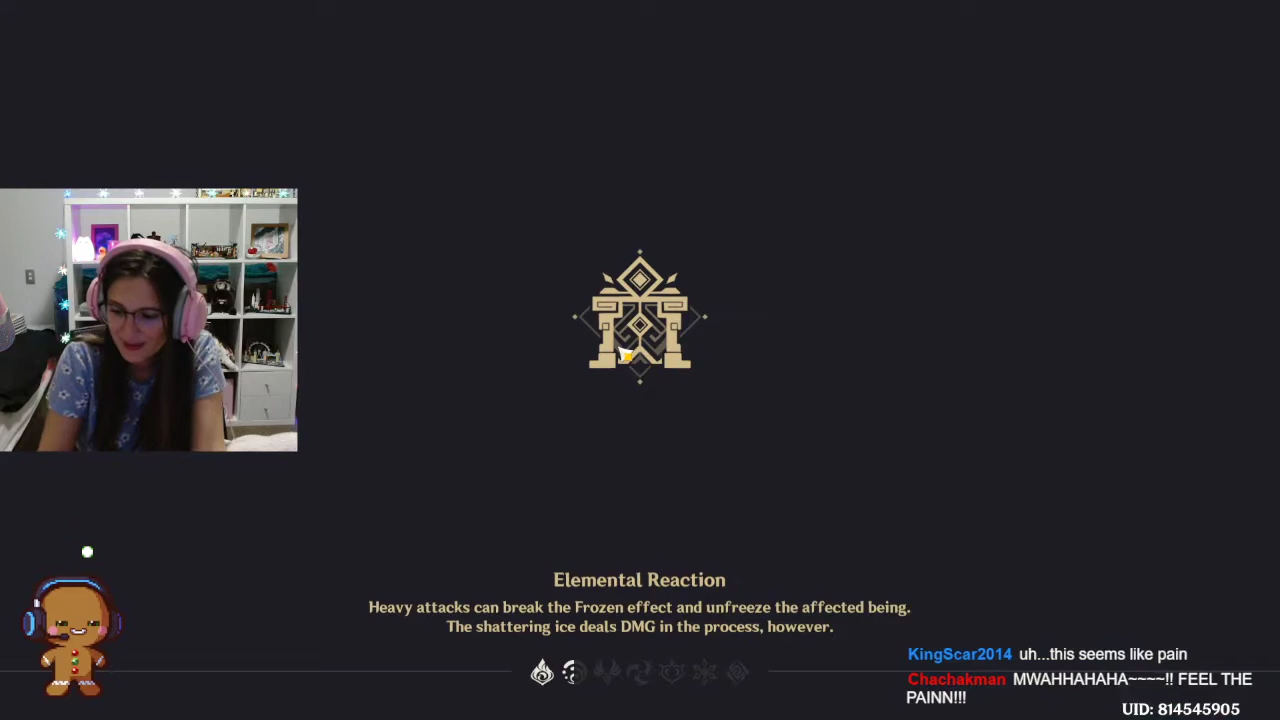 Elemental Reaction
Heavy attacks can break the Frozen effect and unfreeze the affected being.
The shattering ice deals DMG in the process, however.
KingScar2014 uh...this seems like pain
Chachakman MWAHHAHAHA~~~~!! FEEL THE
PAINN!!!
UID: 814545905